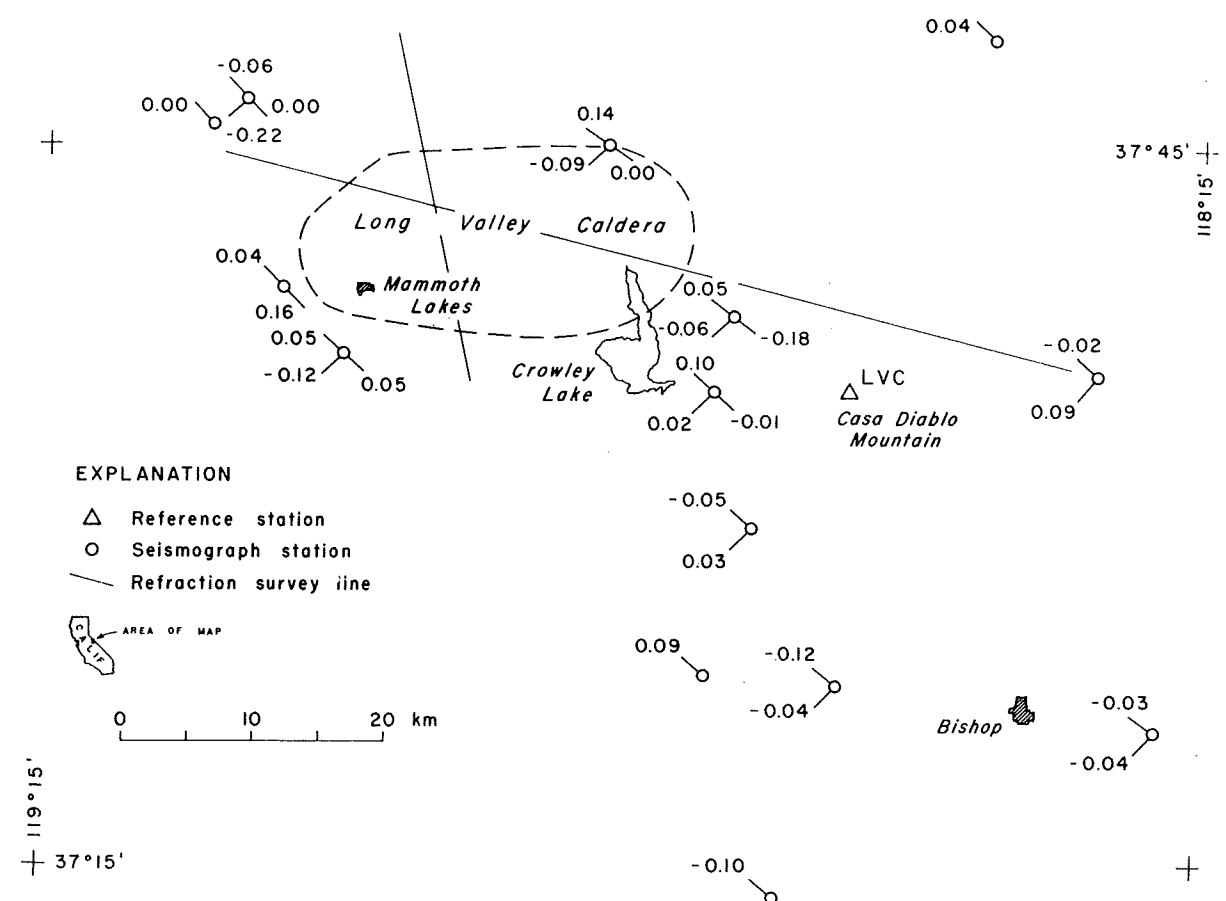 0.04
-0.06
0.00
0.00
-0.22
0.14
-0.09
0.00
37°45'
118°15'
Long Valley Caldera
0.04
0.16
Mammoth
Lakes
0.05
-0.06
-0.18
0.05
-0.12
0.05
Crowley
Lake
0.10
0.02
-0.01
LVC
Casa Diablo
Mountain
-0.02
0.09
EXPLANATION
Reference station
Seismograph station
Refraction survey line
CALIF
AREA OF MAP
-0.05
0.03
0.09
-0.12
-0.04
0 10 20 km
Bishop
-0.03
-0.04
119°15'
37°15'
-0.10